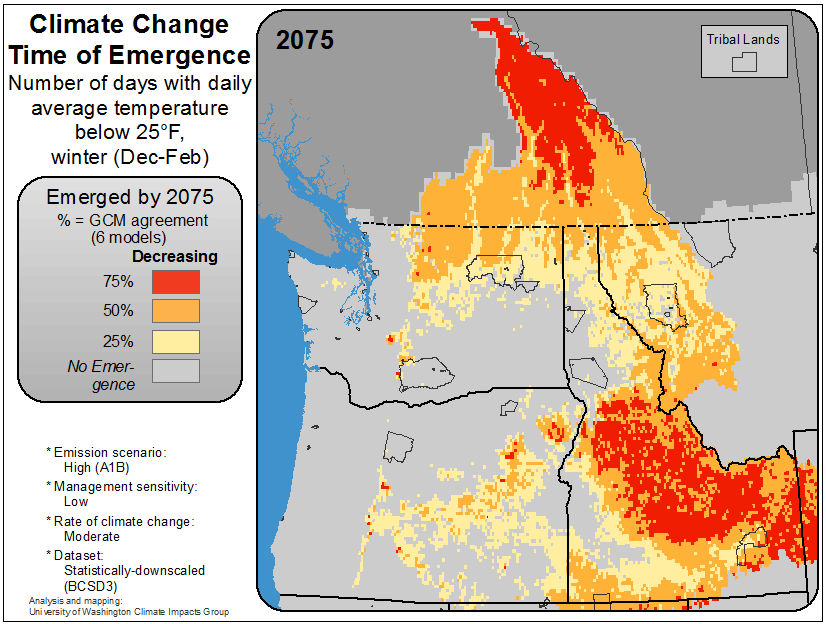 Climate Change
Time of Emergence
Number of days with daily
average temperature
below 25°F,
winter (Dec-Feb)
Emerged by 2075
% = GCM agreement
(6 models)
Decreasing
75%
50%
25%
No Emer-
gence
* Emission scenario:
High (A1B)
* Management sensitivity:
Low
* Rate of climate change:
Moderate
* Dataset:
Statistically-downscaled
(BCSD3)
Analysis and mapping:
University of Washington Climate Impacts Group
2075
Tribal Lands